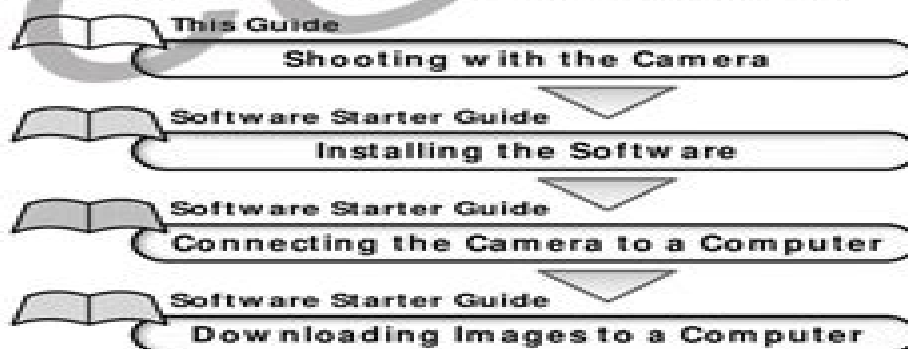 This Guide
Shooting with the Camera
Software Starter Guide
Installing the Software
Software Starter Guide
Connecting the Camera to a Computer
Software Starter Guide
Downloading Images to a Computer